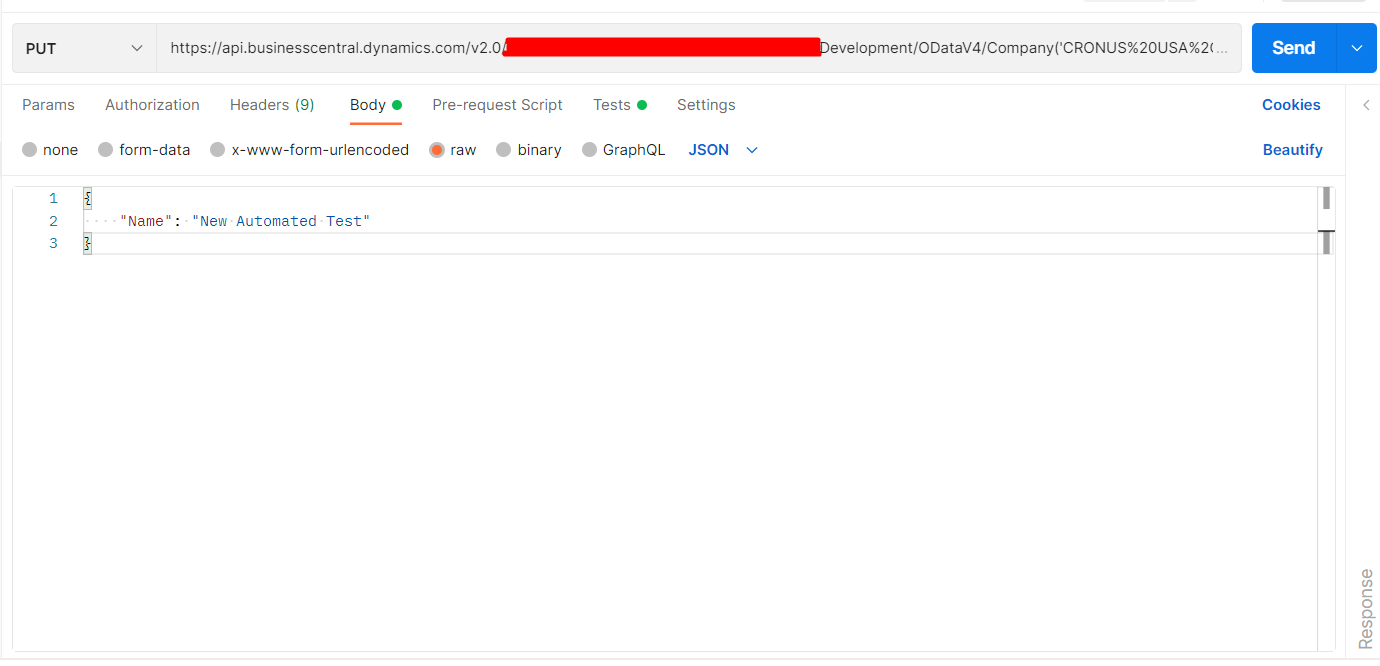 PUT
https://api.businesscentral.dynamics.com/v2.0/ Development/ODataV4/Company('CRONUS%20USA%2C ...
Send
Params Authorization Headers (9) Body Pre-request Script Tests Settings Cookies
none form-data x-www-form-urlencoded raw binary GraphQL JSON Beautify
1 {
2 "Name": "New Automated Test"
3 }
Response